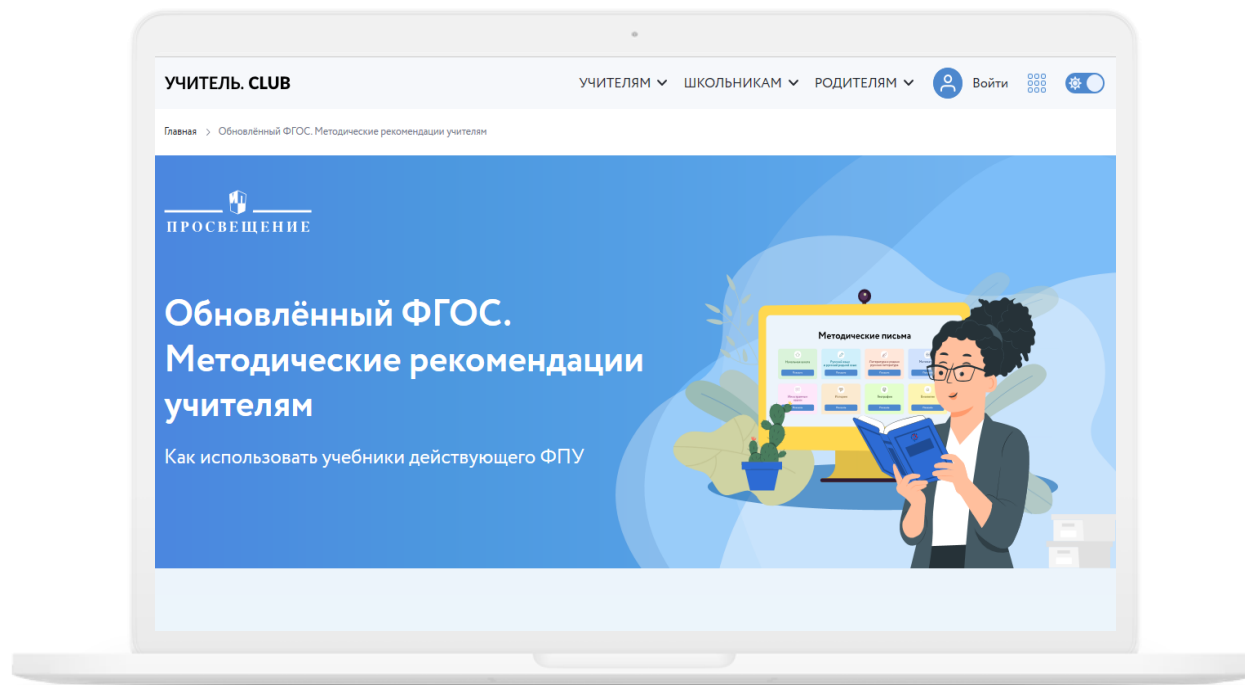 УЧИТЕЛЬ. CLUB
УЧИТЕЛЯМ ШКОЛЬНИКАМ РОДИТЕЛЯМ Войти
Главная > Обновлённый ФГОС. Методические рекомендации учителям
ИП
ПРОСВЕЩЕНИЕ
Обновлённый ФГОС.
Методические рекомендации
учителям
Как использовать учебники действующего ФПУ
Методические письма